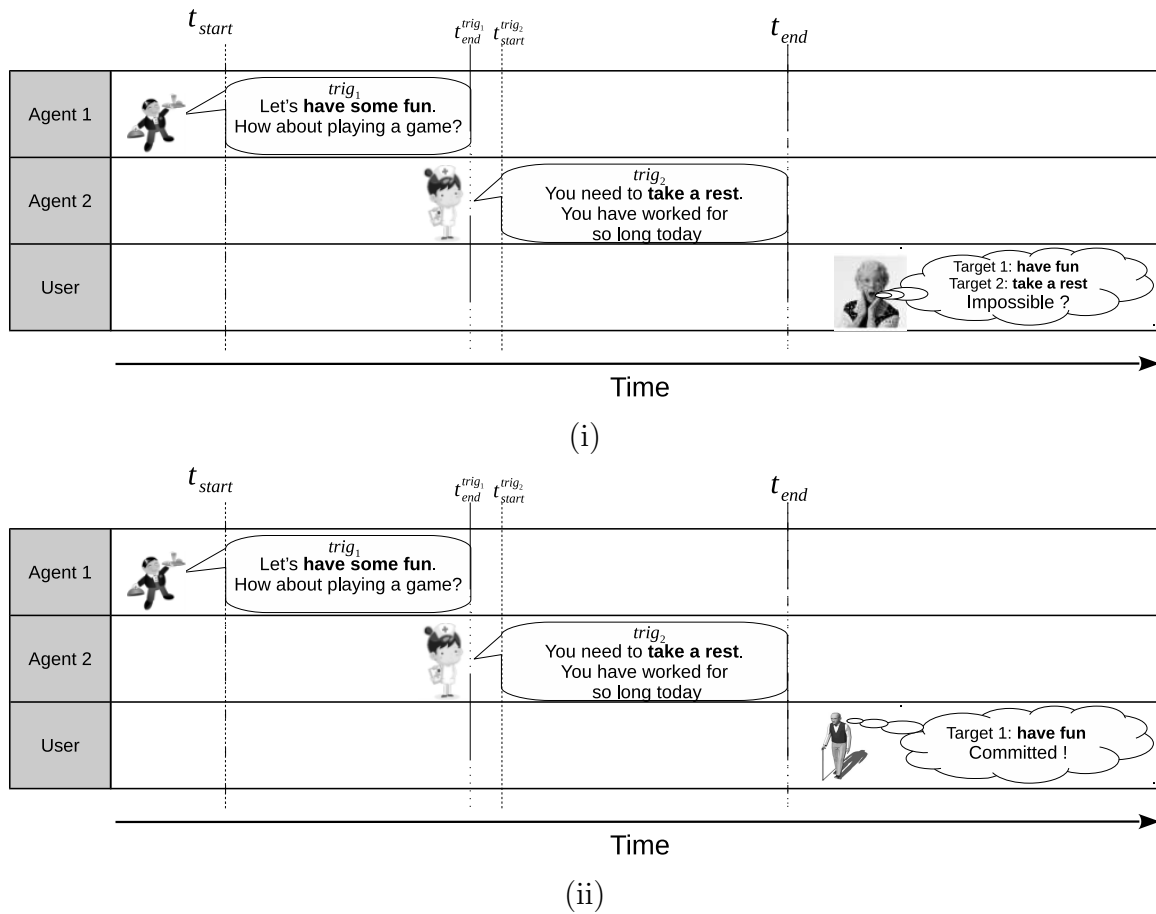 t_start t_end^trig1 t_start^trig2 t_end
Agent 1
trig1
Let's have some fun.
How about playing a game?
Agent 2
trig2
You need to take a rest.
You have worked for
so long today
User
Target 1: have fun
Target 2: take a rest
Impossible ?
Time
(i)
t_start t_end^trig1 t_start^trig2 t_end
Agent 1
trig1
Let's have some fun.
How about playing a game?
Agent 2
trig2
You need to take a rest.
You have worked for
so long today
User
Target 1: have fun
Committed !
Time
(ii)